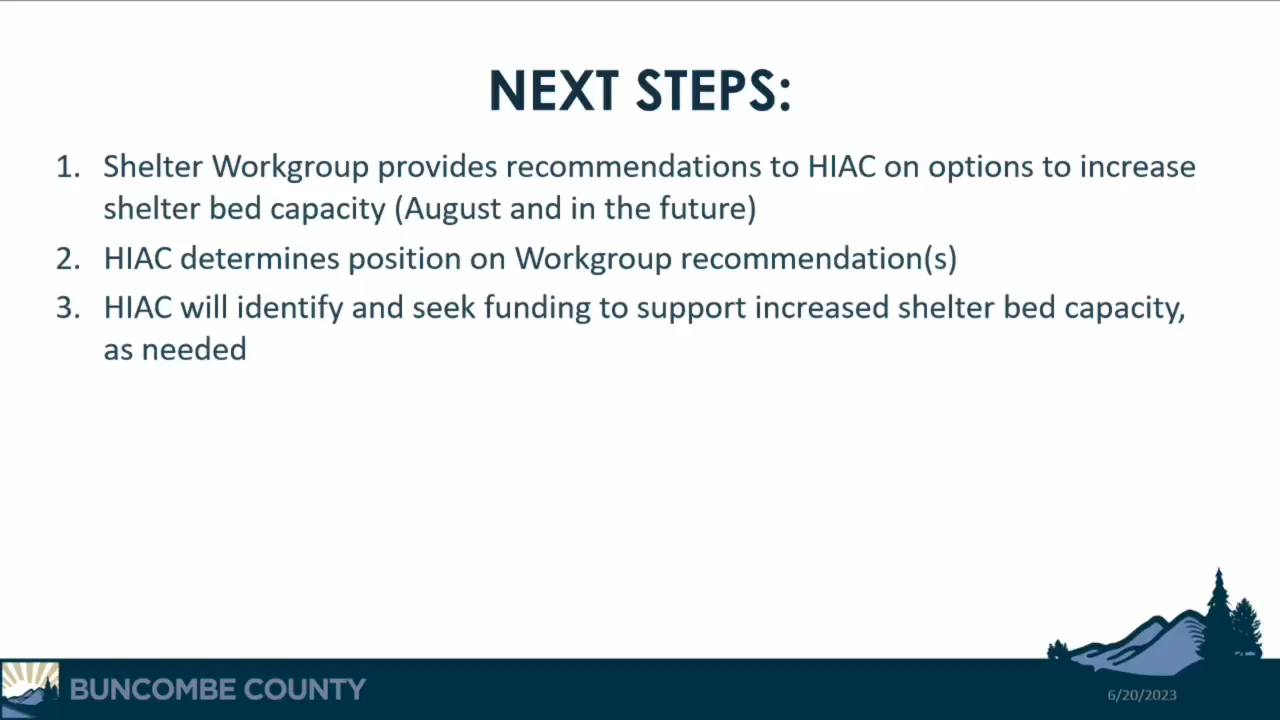 NEXT STEPS:
1. Shelter Workgroup provides recommendations to HIAC on options to increase
shelter bed capacity (August and in the future)
2. HIAC determines position on Workgroup recommendation(s)
3. HIAC will identify and seek funding to support increased shelter bed capacity,
as needed
BUNCOMBE COUNTY
6/20/2023